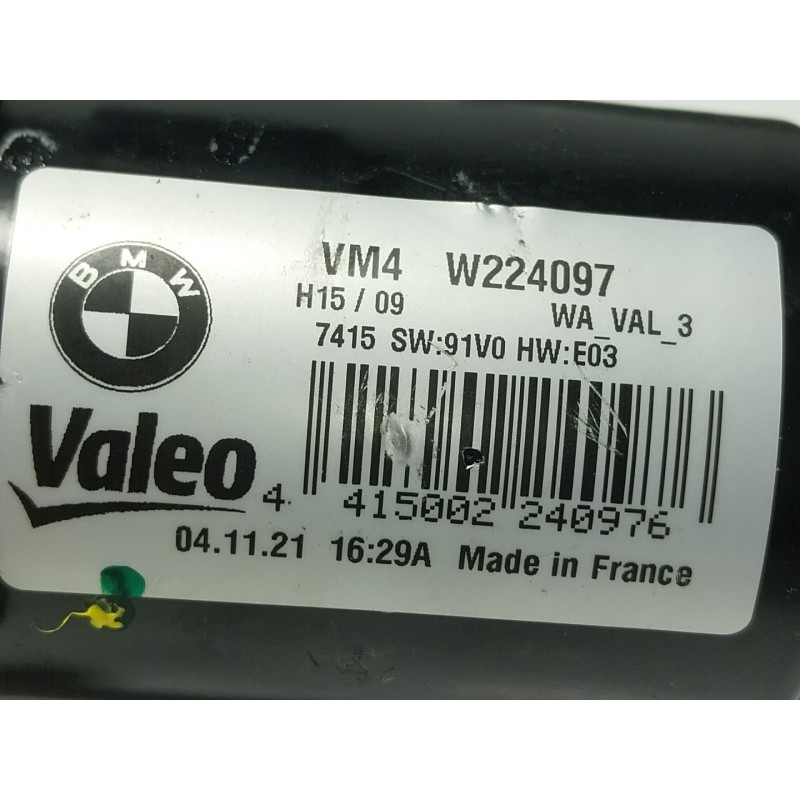 BMW
VM4 W224097
H15 / 09 WA_VAL_3
7415 SW:91V0 HW:E03
Valeo
4 415002 240976
04.11.21 16:29A Made in France